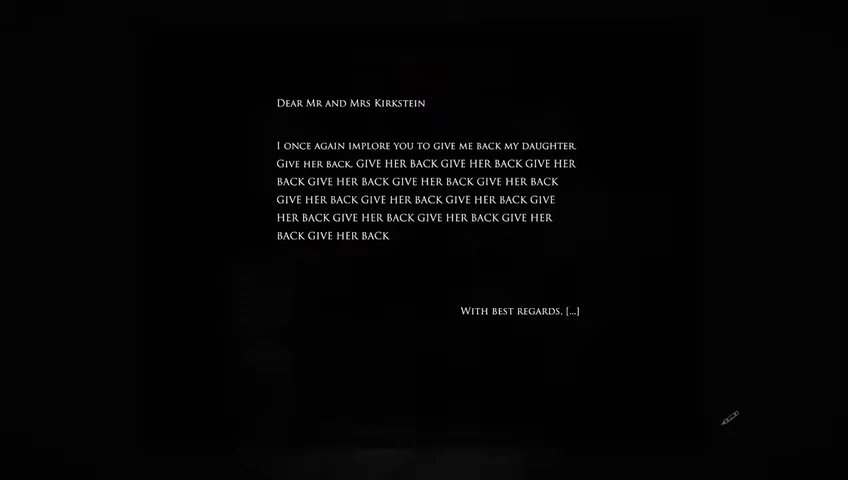 Dear Mr and Mrs Kirkstein
I once again implore you to give me back my daughter.
Give her back. GIVE HER BACK GIVE HER BACK GIVE HER
BACK GIVE HER BACK GIVE HER BACK GIVE HER BACK
GIVE HER BACK GIVE HER BACK GIVE HER BACK GIVE
HER BACK GIVE HER BACK GIVE HER BACK GIVE HER
BACK GIVE HER BACK
With best regards, [...]